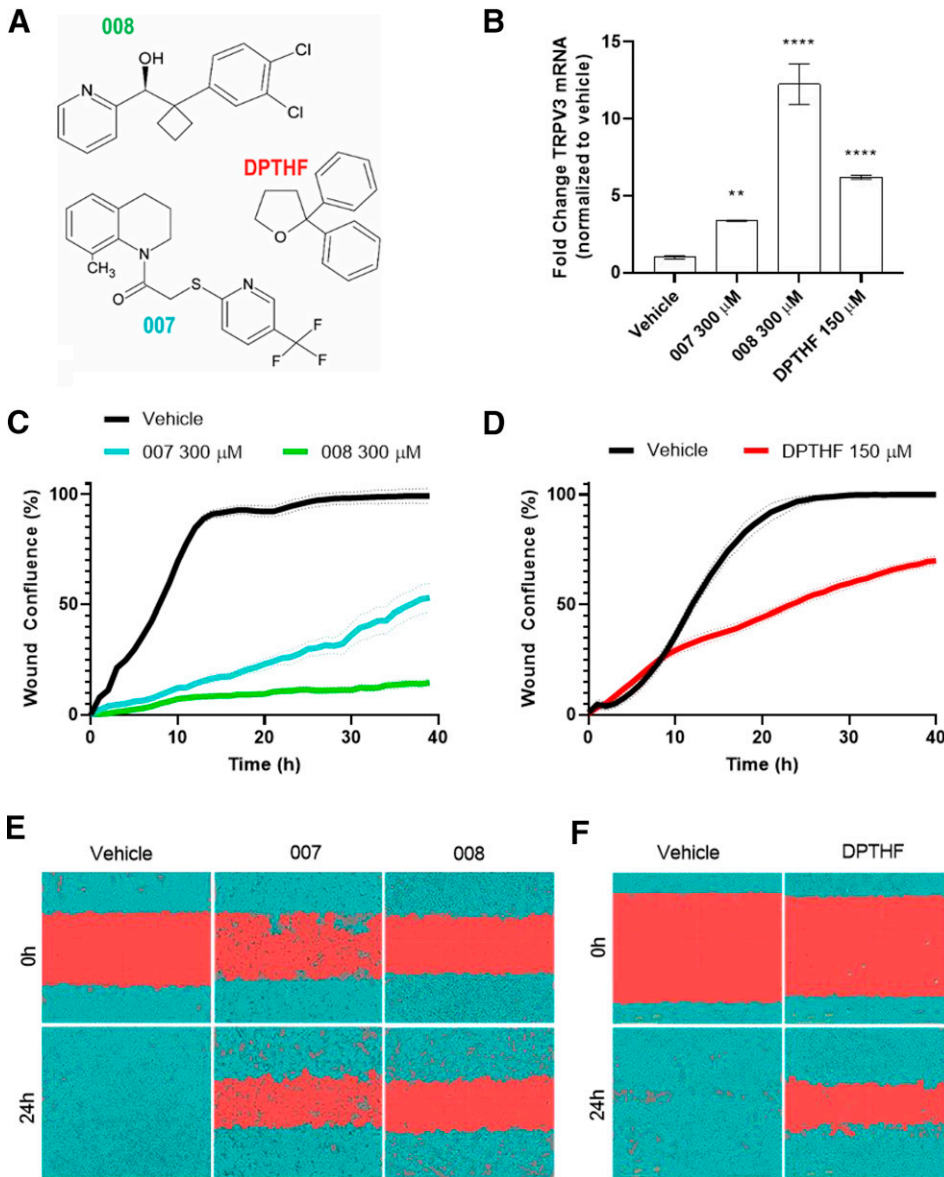 A
008
OH
N
Cl
Cl
DPTHF
O
CH3
N
O
S
N
F
F
F
007
B
Fold Change TRPV3 mRNA
(normalized to vehicle)
15
10
5
0
**
****
****
Vehicle
007 300 μM
008 300 μM
DPTHF 150 μM
C
Vehicle
007 300 μM
008 300 μM
Wound Confluence (%)
100
50
0
0 10 20 30 40
Time (h)
D
Vehicle
DPTHF 150 μM
Wound Confluence (%)
100
50
0
0 10 20 30 40
Time (h)
E
Vehicle 007 008
0h
24h
F
Vehicle DPTHF
0h
24h